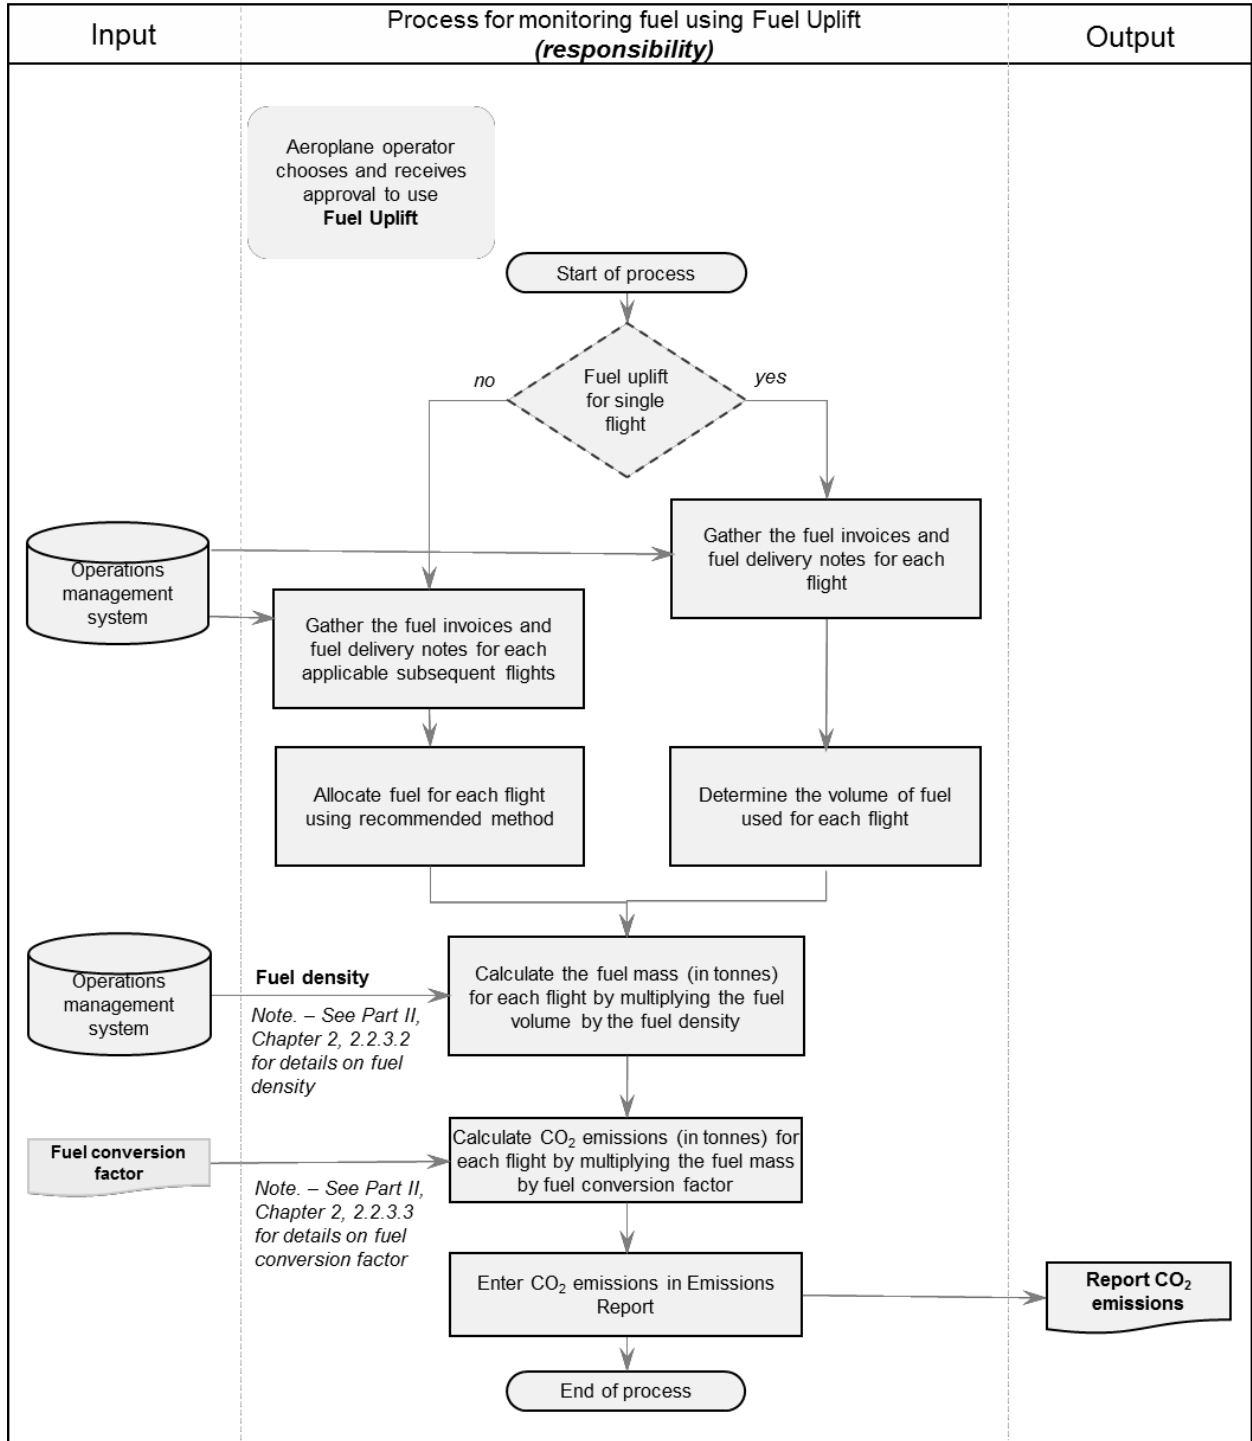 Input
Process for monitoring fuel using Fuel Uplift
(responsibility)
Output
Aeroplane operator
chooses and receives
approval to use
Fuel Uplift
Start of process
Fuel uplift
for single
flight
no
yes
Operations
management
system
Gather the fuel invoices and
fuel delivery notes for each
flight
Gather the fuel invoices and
fuel delivery notes for each
applicable subsequent flights
Allocate fuel for each flight
using recommended method
Determine the volume of fuel
used for each flight
Operations
management
system
Fuel density
Note. – See Part II,
Chapter 2, 2.2.3.2
for details on fuel
density
Calculate the fuel mass (in tonnes)
for each flight by multiplying the fuel
volume by the fuel density
Fuel conversion
factor
Note. – See Part II,
Chapter 2, 2.2.3.3
for details on fuel
conversion factor
Calculate CO₂ emissions (in tonnes) for
each flight by multiplying the fuel mass
by fuel conversion factor
Enter CO₂ emissions in Emissions
Report
Report CO₂
emissions
End of process